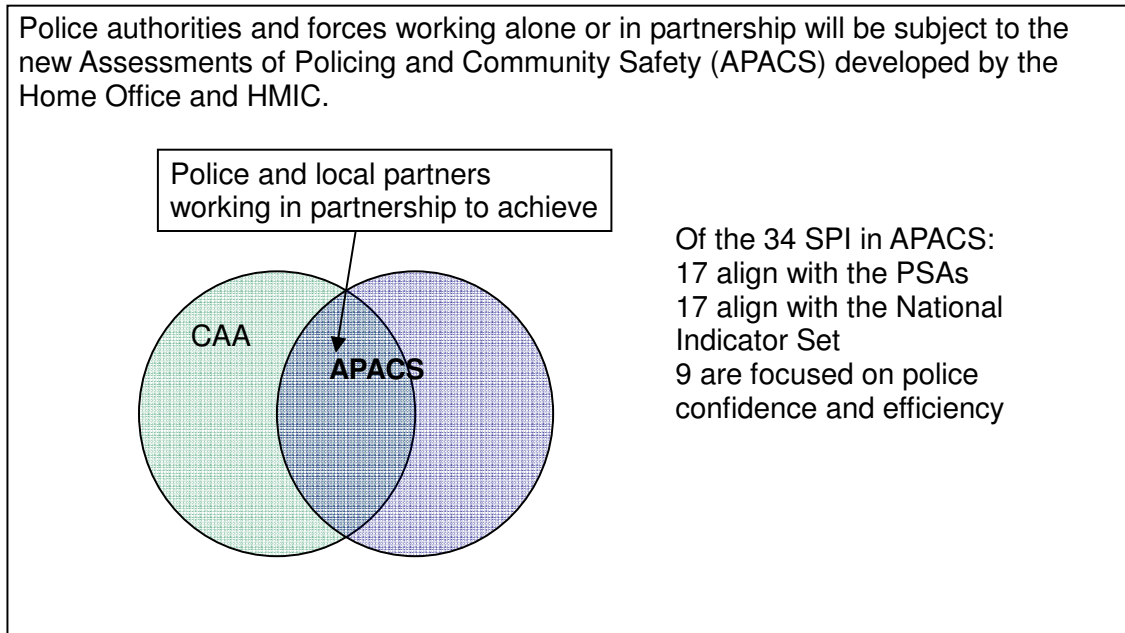 Police authorities and forces working alone or in partnership will be subject to the
new Assessments of Policing and Community Safety (APACS) developed by the
Home Office and HMIC.
Police and local partners
working in partnership to achieve
CAA
APACS
Of the 34 SPI in APACS:
17 align with the PSAs
17 align with the National
Indicator Set
9 are focused on police
confidence and efficiency